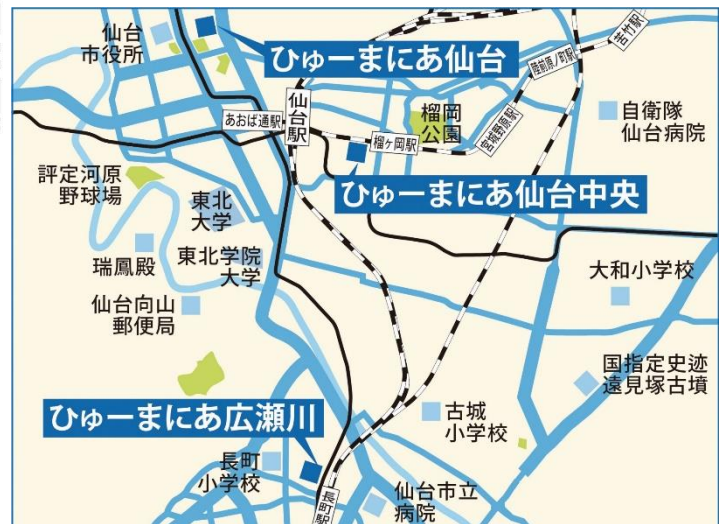 仙台
市役所
ひゅーまにあ仙台
苦竹駅
陸前原ノ町駅
あおば通駅
仙台駅
榴岡
公園
宮城野原駅
自衛隊
仙台病院
榴ヶ岡駅
評定河原
野球場
東北
大学
ひゅーまにあ仙台中央
瑞鳳殿
東北学院
大学
大和小学校
仙台向山
郵便局
国指定史跡
遠見塚古墳
ひゅーまにあ広瀬川
古城
小学校
長町
小学校
長町駅
仙台市立
病院